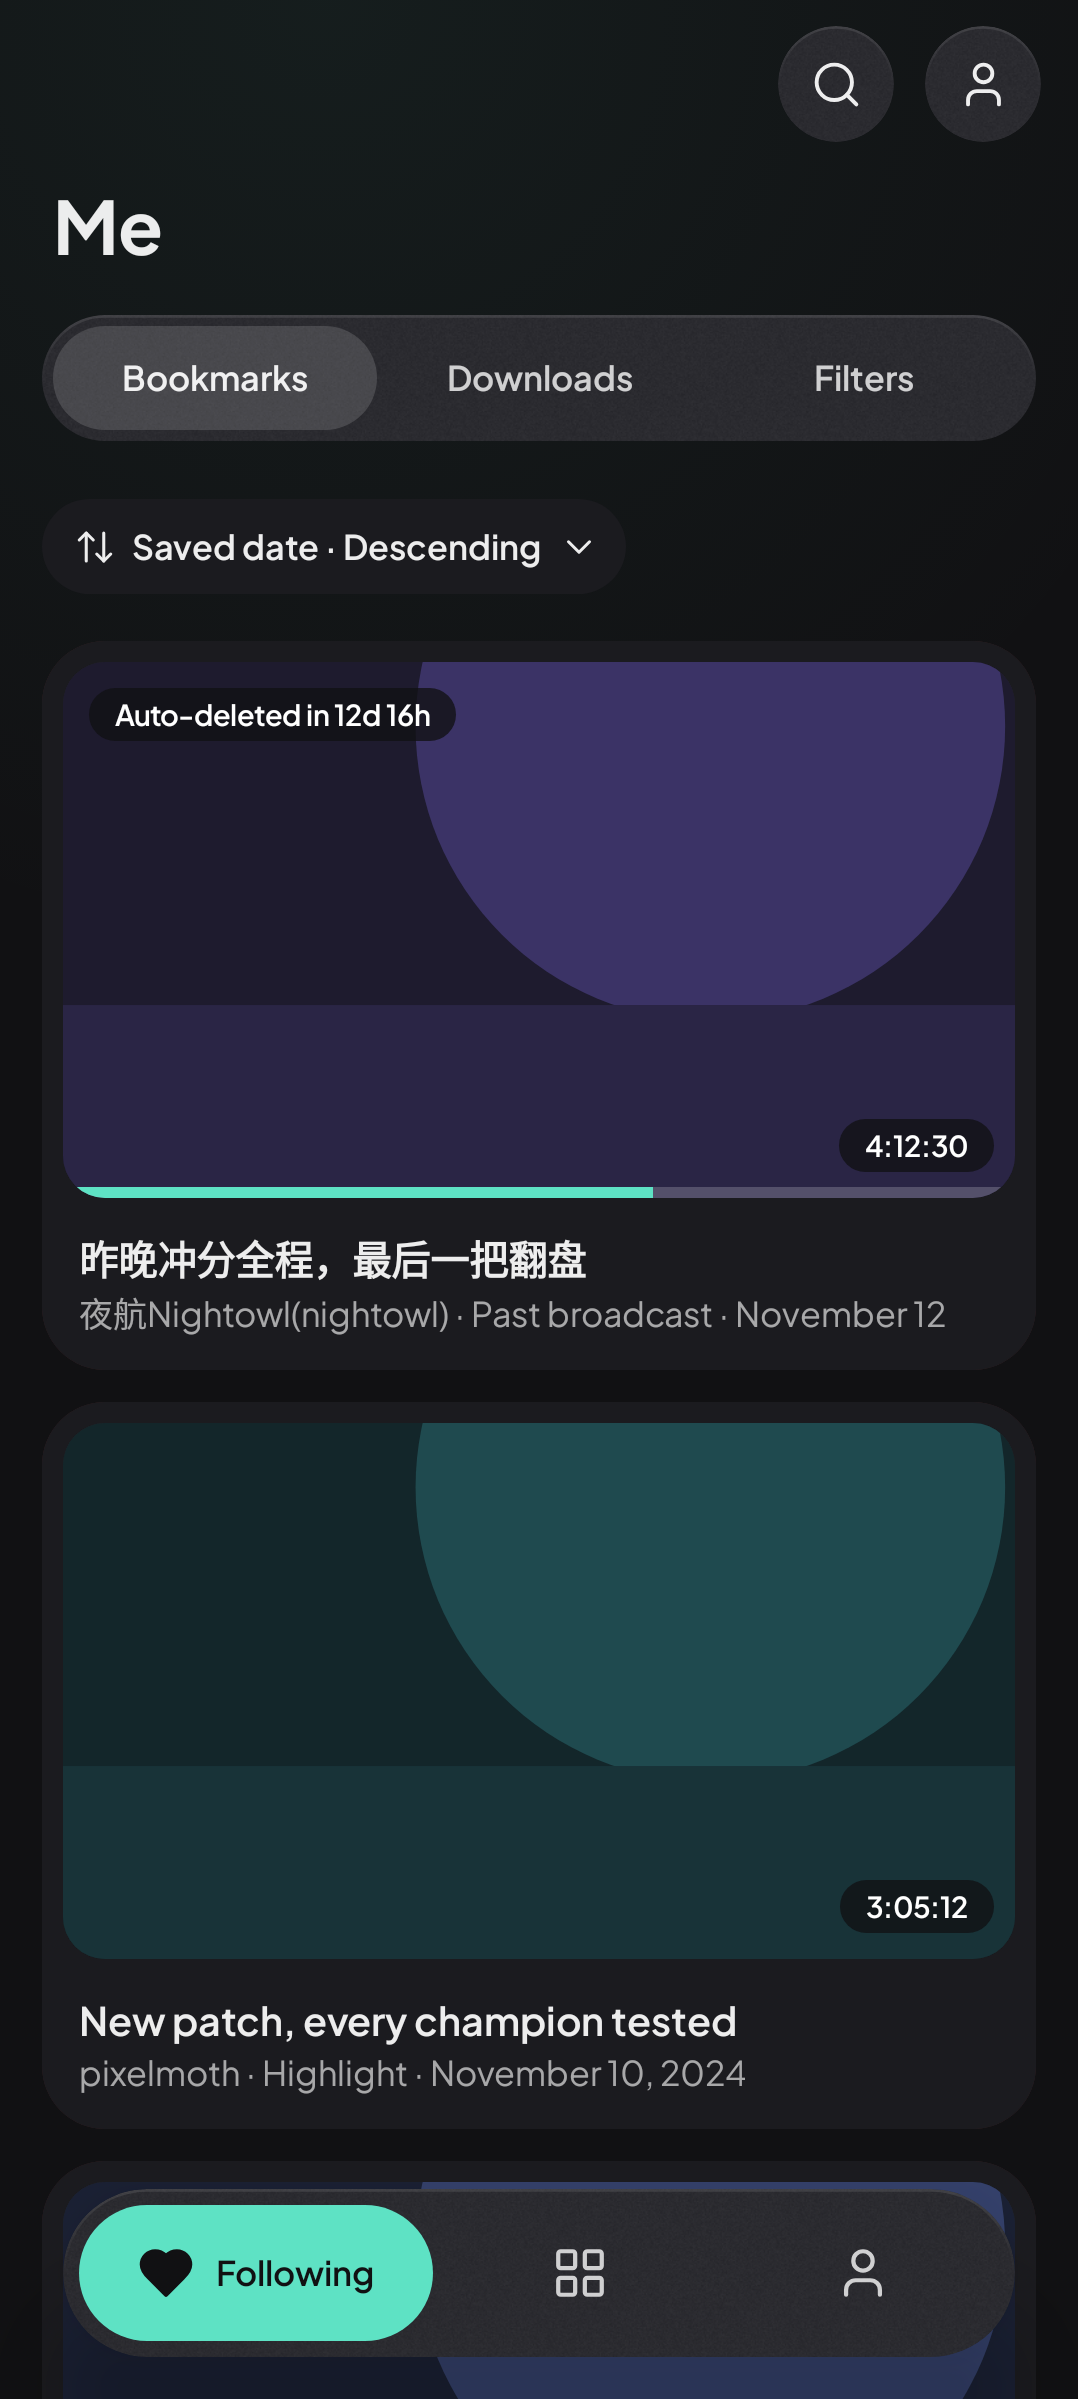 Me
Bookmarks
Downloads
Filters
Saved date · Descending
Auto-deleted in 12d 16h
4:12:30
昨晚冲分全程，最后一把翻盘
夜航Nightowl(nightowl) · Past broadcast · November 12
3:05:12
New patch, every champion tested
pixelmoth · Highlight · November 10, 2024
Following